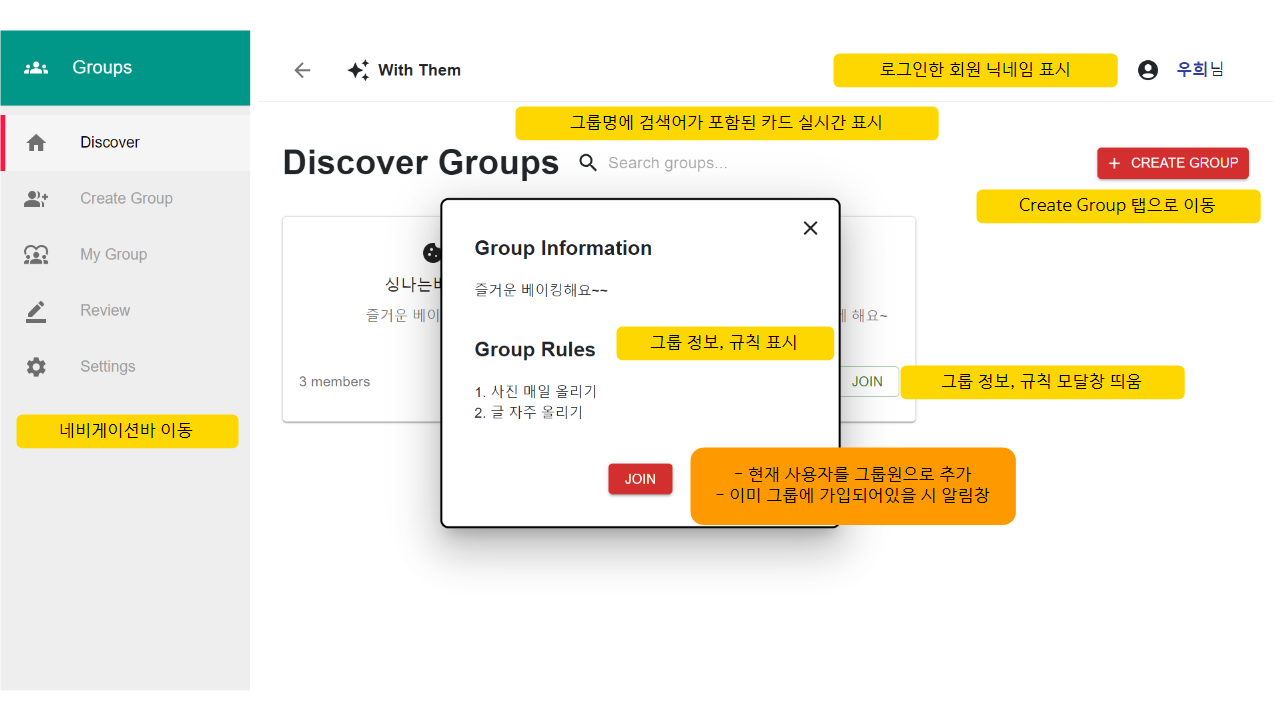 Groups
With Them
로그인한 회원 닉네임 표시
우희님
그룹명에 검색어가 포함된 카드 실시간 표시
Discover
Create Group
My Group
Review
Settings
네비게이션바 이동
Discover Groups
Search groups...
+ CREATE GROUP
Create Group 탭으로 이동
싱나는
즐거운 베이
해요~
3 members
JOIN
그룹 정보, 규칙 모달창 띄움
Group Information
즐거운 베이킹해요~~
Group Rules
그룹 정보, 규칙 표시
1. 사진 매일 올리기
2. 글 자주 올리기
JOIN
- 현재 사용자를 그룹원으로 추가
- 이미 그룹에 가입되어있을 시 알림창